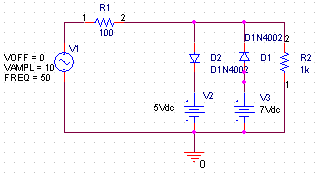 R1
1 2
100
D1N4002
2
V1
D2
D1
R2
VOFF = 0
VAMPL = 10
FREQ = 50
D1N4002
1k
1
V2
V3
5Vdc
7Vdc
0